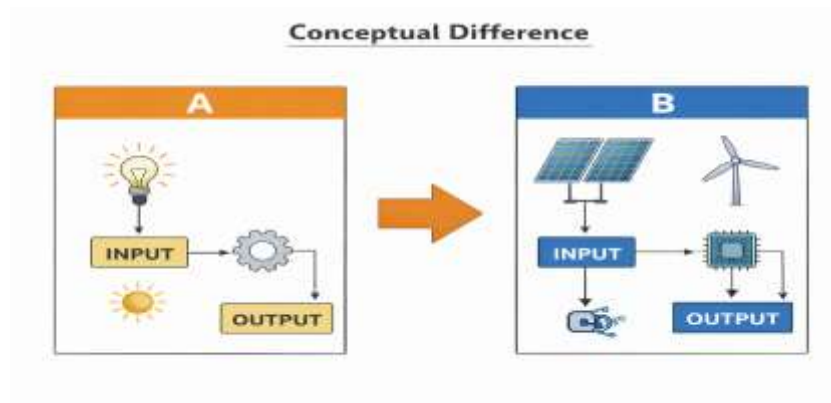 Conceptual Difference
A
B
INPUT
OUTPUT
INPUT
OUTPUT